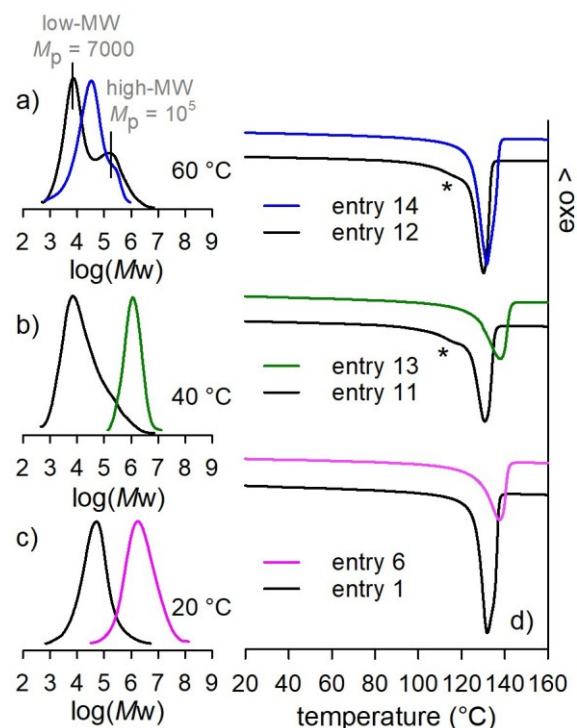 low-MW
Mp = 7000
high-MW
Mp = 10⁵
a)
60 °C
2 3 4 5 6 7 8 9
log(Mw)
b)
40 °C
2 3 4 5 6 7 8 9
log(Mw)
c)
20 °C
2 3 4 5 6 7 8 9
log(Mw)
*
entry 14
entry 12
*
entry 13
entry 11
entry 6
entry 1
d)
exo >
20 40 60 80 100 120 140 160
temperature (°C)